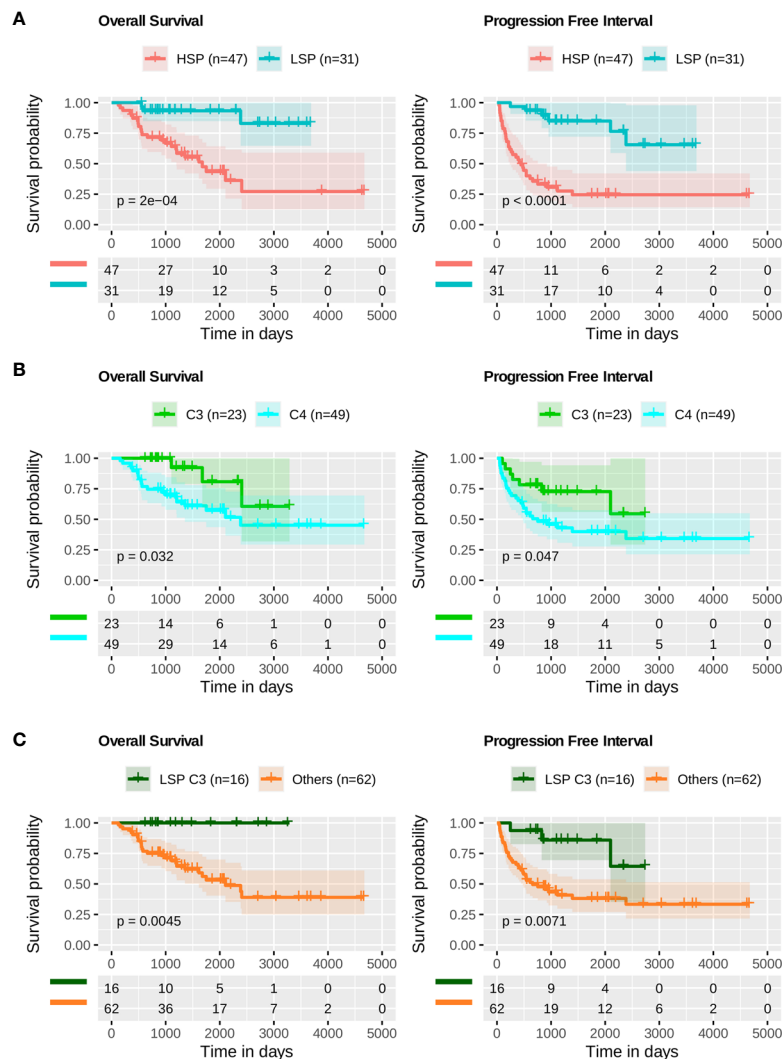 A
Overall Survival
Progression Free Interval
HSP (n=47) LSP (n=31)
HSP (n=47) LSP (n=31)
Survival probability
1.00
0.75
0.50
0.25
0.00
p = 2e−04
0 1000 2000 3000 4000 5000
47 27 10 3 2 0
31 19 12 5 0 0
0 1000 2000 3000 4000 5000
Time in days
Survival probability
1.00
0.75
0.50
0.25
0.00
p < 0.0001
0 1000 2000 3000 4000 5000
47 11 6 2 2 0
31 17 10 4 0 0
0 1000 2000 3000 4000 5000
Time in days
B
Overall Survival
Progression Free Interval
C3 (n=23) C4 (n=49)
C3 (n=23) C4 (n=49)
Survival probability
1.00
0.75
0.50
0.25
0.00
p = 0.032
0 1000 2000 3000 4000 5000
23 14 6 1 0 0
49 29 14 6 1 0
0 1000 2000 3000 4000 5000
Time in days
Survival probability
1.00
0.75
0.50
0.25
0.00
p = 0.047
0 1000 2000 3000 4000 5000
23 9 4 0 0 0
49 18 11 5 1 0
0 1000 2000 3000 4000 5000
Time in days
C
Overall Survival
Progression Free Interval
LSP C3 (n=16) Others (n=62)
LSP C3 (n=16) Others (n=62)
Survival probability
1.00
0.75
0.50
0.25
0.00
p = 0.0045
0 1000 2000 3000 4000 5000
16 10 5 1 0 0
62 36 17 7 2 0
0 1000 2000 3000 4000 5000
Time in days
Survival probability
1.00
0.75
0.50
0.25
0.00
p = 0.0071
0 1000 2000 3000 4000 5000
16 9 4 0 0 0
62 19 12 6 2 0
0 1000 2000 3000 4000 5000
Time in days